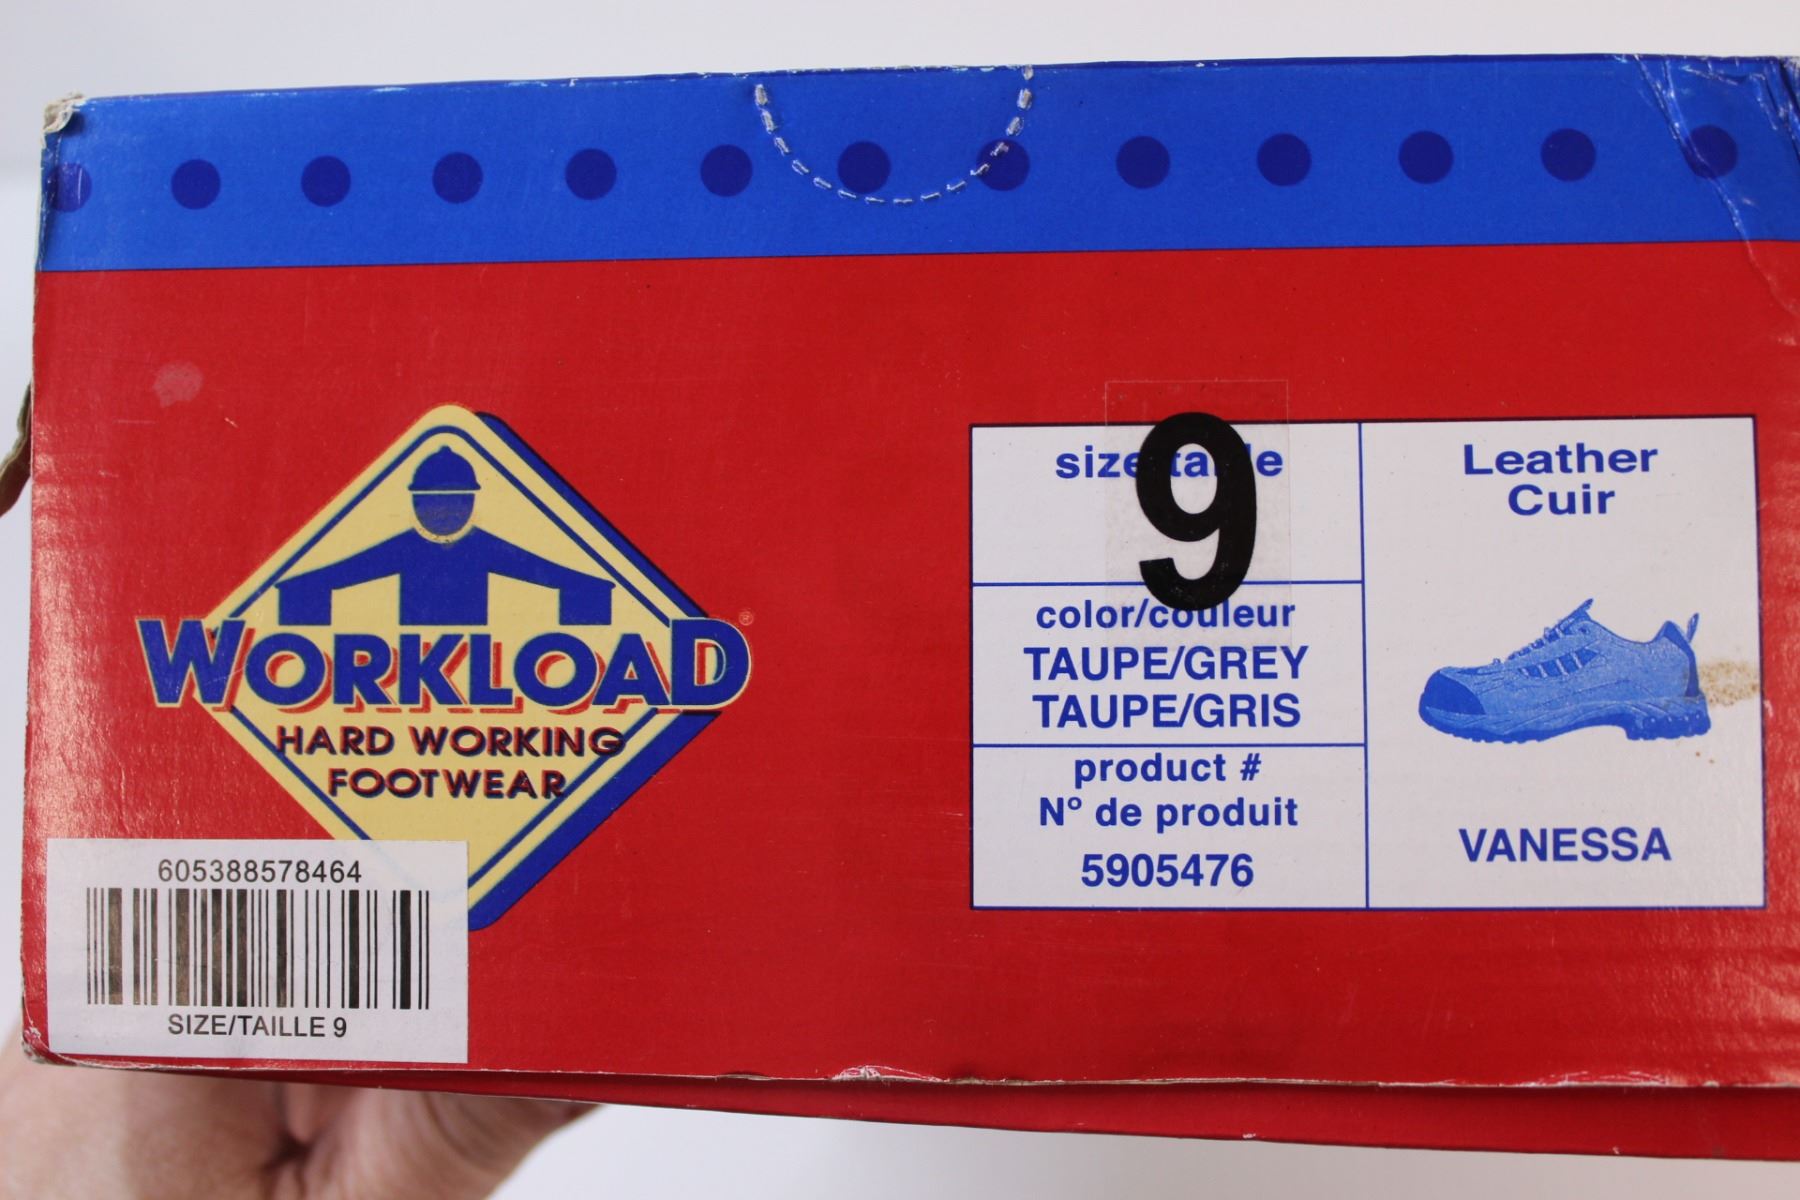 WORKLOAD®
HARD WORKING
FOOTWEAR
605388578464
SIZE/TAILLE 9
size
9
color/couleur
TAUPE/GREY
TAUPE/GRIS
product #
N° de produit
5905476
Leather
Cuir
VANESSA